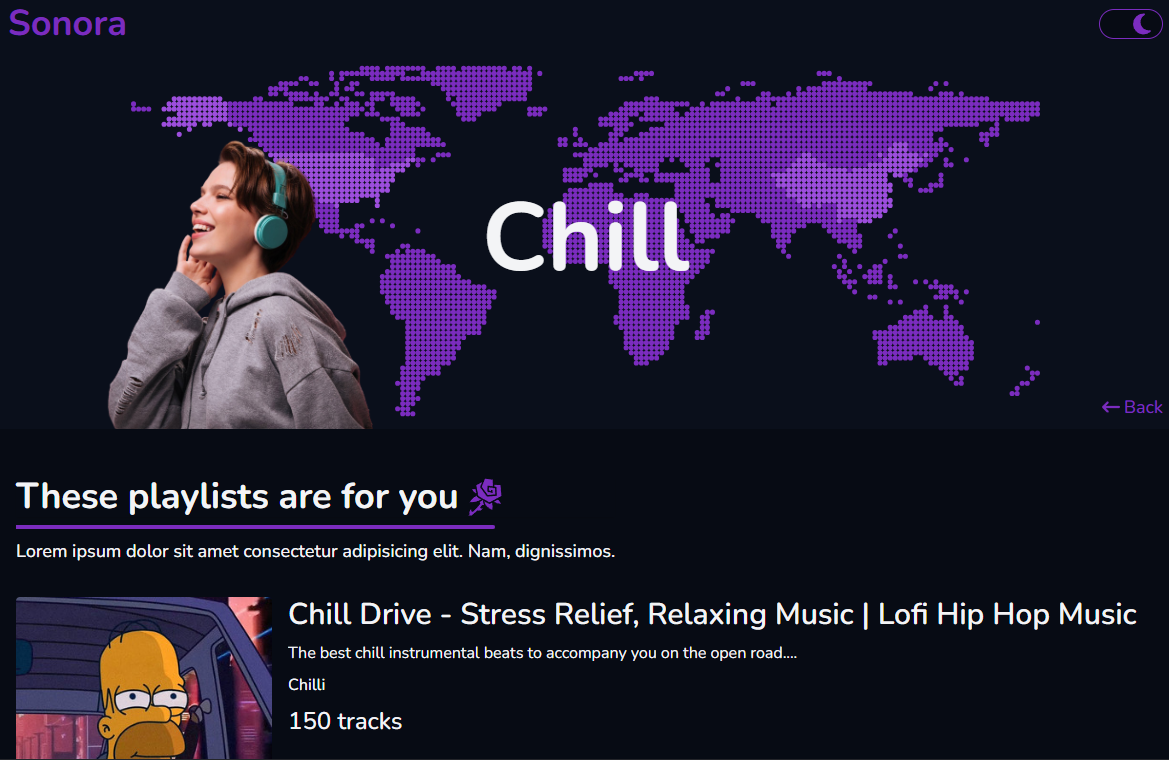 Sonora
Chill
← Back
These playlists are for you
Lorem ipsum dolor sit amet consectetur adipisicing elit. Nam, dignissimos.
Chill Drive - Stress Relief, Relaxing Music | Lofi Hip Hop Music
The best chill instrumental beats to accompany you on the open road....
Chilli
150 tracks